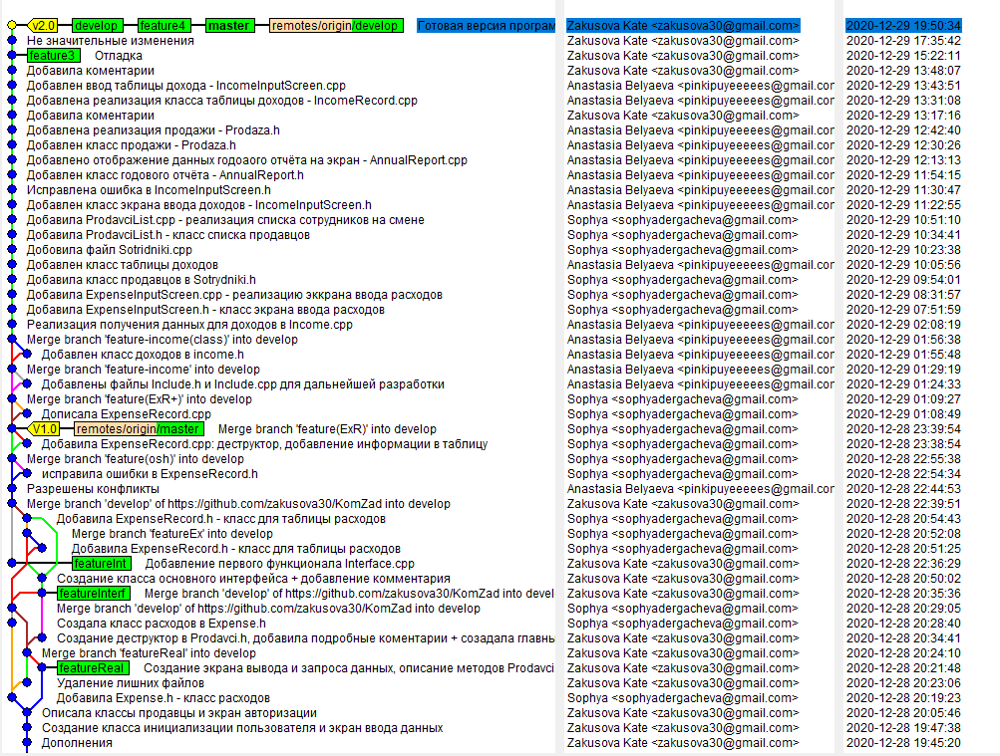 v2.0 develop feature4 master remotes/origin/develop Готовая версия програм Zakusova Kate <zakusova30@gmail.com> 2020-12-29 19:50:34
Не значительные изменения Zakusova Kate <zakusova30@gmail.com> 2020-12-29 17:35:42
feature3 Отладка Zakusova Kate <zakusova30@gmail.com> 2020-12-29 15:22:11
Добавила коментарии Zakusova Kate <zakusova30@gmail.com> 2020-12-29 13:48:07
Добавлен ввод таблицы дохода - IncomeInputScreen.cpp Anastasia Belyaeva <pinkipuyeeeees@gmail.cor 2020-12-29 13:43:51
Добавлена реализация класса таблицы доходов - IncomeRecord.cpp Anastasia Belyaeva <pinkipuyeeeees@gmail.cor 2020-12-29 13:31:08
Добавила коментарии Zakusova Kate <zakusova30@gmail.com> 2020-12-29 13:17:16
Добавлена реализация продажи - Prodaza.h Anastasia Belyaeva <pinkipuyeeeees@gmail.cor 2020-12-29 12:42:40
Добавлен класс продажи - Prodaza.h Anastasia Belyaeva <pinkipuyeeeees@gmail.cor 2020-12-29 12:30:26
Добавлено отображение данных годоаого отчёта на экран - AnnualReport.cpp Anastasia Belyaeva <pinkipuyeeeees@gmail.cor 2020-12-29 12:13:13
Добавлен класс годового отчёта - AnnualReport.h Anastasia Belyaeva <pinkipuyeeeees@gmail.cor 2020-12-29 11:54:15
Исправлена ошибка в IncomeInputScreen.h Anastasia Belyaeva <pinkipuyeeeees@gmail.cor 2020-12-29 11:30:47
Добавлен класс экрана ввода доходов - IncomeInputScreen.h Anastasia Belyaeva <pinkipuyeeeees@gmail.cor 2020-12-29 11:22:55
Добавила ProdavciList.cpp - реализация списка сотрудников на смене Sophya <sophyadergacheva@gmail.com> 2020-12-29 10:51:10
Добавила ProdavciList.h - класс списка продавцов Sophya <sophyadergacheva@gmail.com> 2020-12-29 10:34:41
Добовила файл Sotridniki.cpp Sophya <sophyadergacheva@gmail.com> 2020-12-29 10:23:38
Добавлен класс таблицы доходов Anastasia Belyaeva <pinkipuyeeeees@gmail.cor 2020-12-29 10:05:56
Добавила класс продавцов в Sotrydniki.h Sophya <sophyadergacheva@gmail.com> 2020-12-29 09:54:01
Добавила ExpenseInputScreen.cpp - реализацию эккрана ввода расходов Sophya <sophyadergacheva@gmail.com> 2020-12-29 08:31:57
Добовила ExpenseInputScreen.h - класс экрана ввода расходов Sophya <sophyadergacheva@gmail.com> 2020-12-29 07:51:59
Реализация получения данных для доходов в Income.cpp Anastasia Belyaeva <pinkipuyeeeees@gmail.cor 2020-12-29 02:08:19
Merge branch 'feature-income(class)' into develop Anastasia Belyaeva <pinkipuyeeeees@gmail.cor 2020-12-29 01:56:38
Добавлен класс доходов в income.h Anastasia Belyaeva <pinkipuyeeeees@gmail.cor 2020-12-29 01:55:48
Merge branch 'feature-income' into develop Anastasia Belyaeva <pinkipuyeeeees@gmail.cor 2020-12-29 01:29:19
Добавлены файлы Include.h и Include.cpp для дальнейшей разработки Anastasia Belyaeva <pinkipuyeeeees@gmail.cor 2020-12-29 01:24:33
Merge branch 'feature(ExR+)' into develop Sophya <sophyadergacheva@gmail.com> 2020-12-29 01:09:27
Дописала ExpenseRecord.cpp Sophya <sophyadergacheva@gmail.com> 2020-12-29 01:08:49
V1.0 remotes/origin/master Merge branch 'feature(ExR)' into develop Sophya <sophyadergacheva@gmail.com> 2020-12-28 23:39:54
Добавила ExpenseRecord.cpp: деструктор, добавление информации в таблицу Sophya <sophyadergacheva@gmail.com> 2020-12-28 23:38:54
Merge branch 'feature(osh)' into develop Sophya <sophyadergacheva@gmail.com> 2020-12-28 22:55:38
исправила ошибки в ExpenseRecord.h Sophya <sophyadergacheva@gmail.com> 2020-12-28 22:54:34
Разрешены конфликты Anastasia Belyaeva <pinkipuyeeeees@gmail.cor 2020-12-28 22:44:53
Merge branch 'develop' of https://github.com/zakusova30/KomZad into develop Zakusova Kate <zakusova30@gmail.com> 2020-12-28 22:39:51
Добавила ExpenseRecord.h - класс для таблицы расходов Sophya <sophyadergacheva@gmail.com> 2020-12-28 20:54:43
Merge branch 'featureEx' into develop Sophya <sophyadergacheva@gmail.com> 2020-12-28 20:52:08
Добавила ExpenseRecord.h - класс для таблицы расходов Sophya <sophyadergacheva@gmail.com> 2020-12-28 20:51:25
featureInt Добавление первого функционала Interface.cpp Zakusova Kate <zakusova30@gmail.com> 2020-12-28 22:36:29
Создание класса основного интерфейса + добавление комментария Zakusova Kate <zakusova30@gmail.com> 2020-12-28 20:50:02
featureInterf Merge branch 'develop' of https://github.com/zakusova30/KomZad into devel Zakusova Kate <zakusova30@gmail.com> 2020-12-28 20:35:36
Merge branch 'develop' of https://github.com/zakusova30/KomZad into develop Sophya <sophyadergacheva@gmail.com> 2020-12-28 20:29:05
Создала класс расходов в Expense.h Sophya <sophyadergacheva@gmail.com> 2020-12-28 20:28:40
Создание деструктор в Prodavci.h, добавила подробные коментарии + созадала главны Zakusova Kate <zakusova30@gmail.com> 2020-12-28 20:34:41
Merge branch 'featureReal' into develop Zakusova Kate <zakusova30@gmail.com> 2020-12-28 20:24:10
featureReal Создание экрана вывода и запроса данных, описание методов Prodavci Zakusova Kate <zakusova30@gmail.com> 2020-12-28 20:21:48
Удаление лишних файлов Zakusova Kate <zakusova30@gmail.com> 2020-12-28 20:23:06
Добавила Expense.h - класс расходов Sophya <sophyadergacheva@gmail.com> 2020-12-28 20:19:23
Описала классы продавцы и экран авторизации Zakusova Kate <zakusova30@gmail.com> 2020-12-28 20:05:46
Создание класса инициализации пользователя и экран ввода данных Zakusova Kate <zakusova30@gmail.com> 2020-12-28 19:47:38
Дополнения Zakusova Kate <zakusova30@gmail.com> 2020-12-28 19:45:20